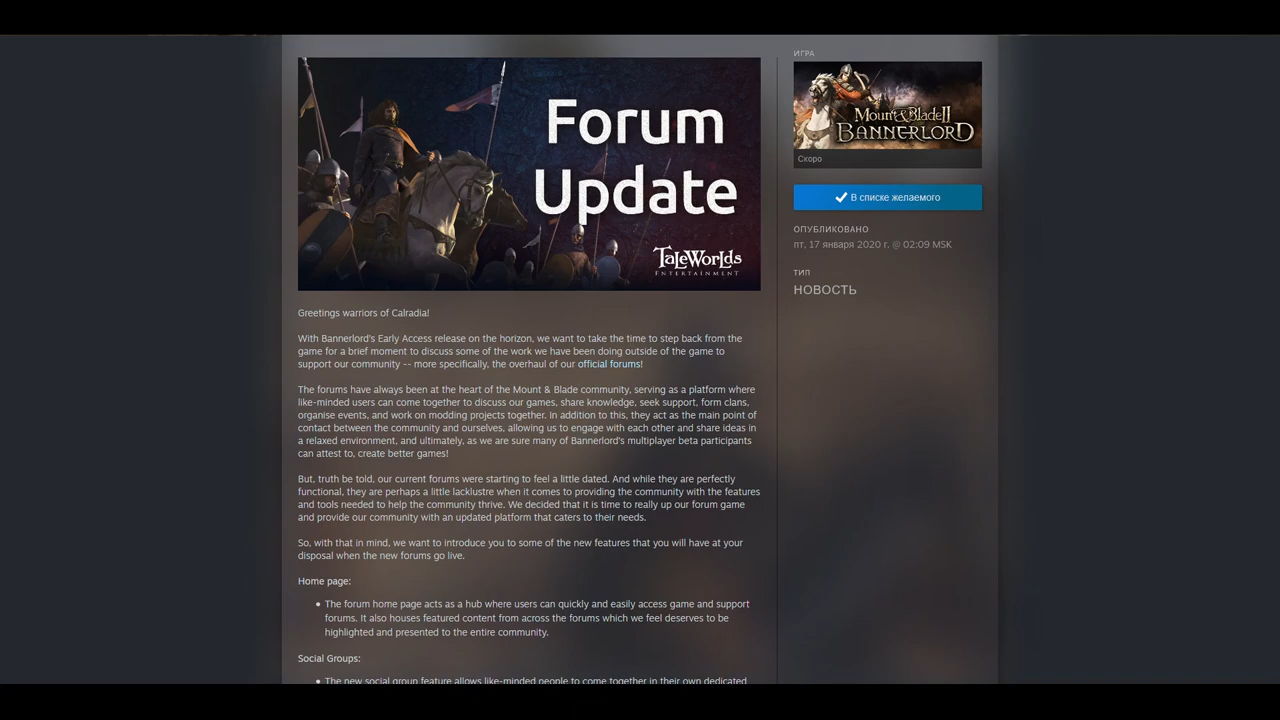 Forum
Update
TaleWorlds
ENTERTAINMENT
Greetings warriors of Calradia!
With Bannerlord's Early Access release on the horizon, we want to take the time to step back from the
game for a brief moment to discuss some of the work we have been doing outside of the game to
support our community -- more specifically, the overhaul of our official forums!
The forums have always been at the heart of the Mount & Blade community, serving as a platform where
like-minded users can come together to discuss our games, share knowledge, seek support, form clans,
organise events, and work on modding projects together. In addition to this, they act as the main point of
contact between the community and ourselves, allowing us to engage with each other and share ideas in
a relaxed environment, and ultimately, as we are sure many of Bannerlord's multiplayer beta participants
can attest to, create better games!
But, truth be told, our current forums were starting to feel a little dated. And while they are perfectly
functional, they are perhaps a little lacklustre when it comes to providing the community with the features
and tools needed to help the community thrive. We decided that it is time to really up our forum game
and provide our community with an updated platform that caters to their needs.
So, with that in mind, we want to introduce you to some of the new features that you will have at your
disposal when the new forums go live.
Home page:
• The forum home page acts as a hub where users can quickly and easily access game and support
forums. It also houses featured content from across the forums which we feel deserves to be
highlighted and presented to the entire community.
Social Groups:
• The new social group feature allows like-minded people to come together in their own dedicated
ИГРА
Mount & Blade II
BANNERLORD
Скоро
В списке желаемого
ОПУБЛИКОВАНО
пт, 17 января 2020 г. @ 02:09 MSK
ТИП
НОВОСТЬ